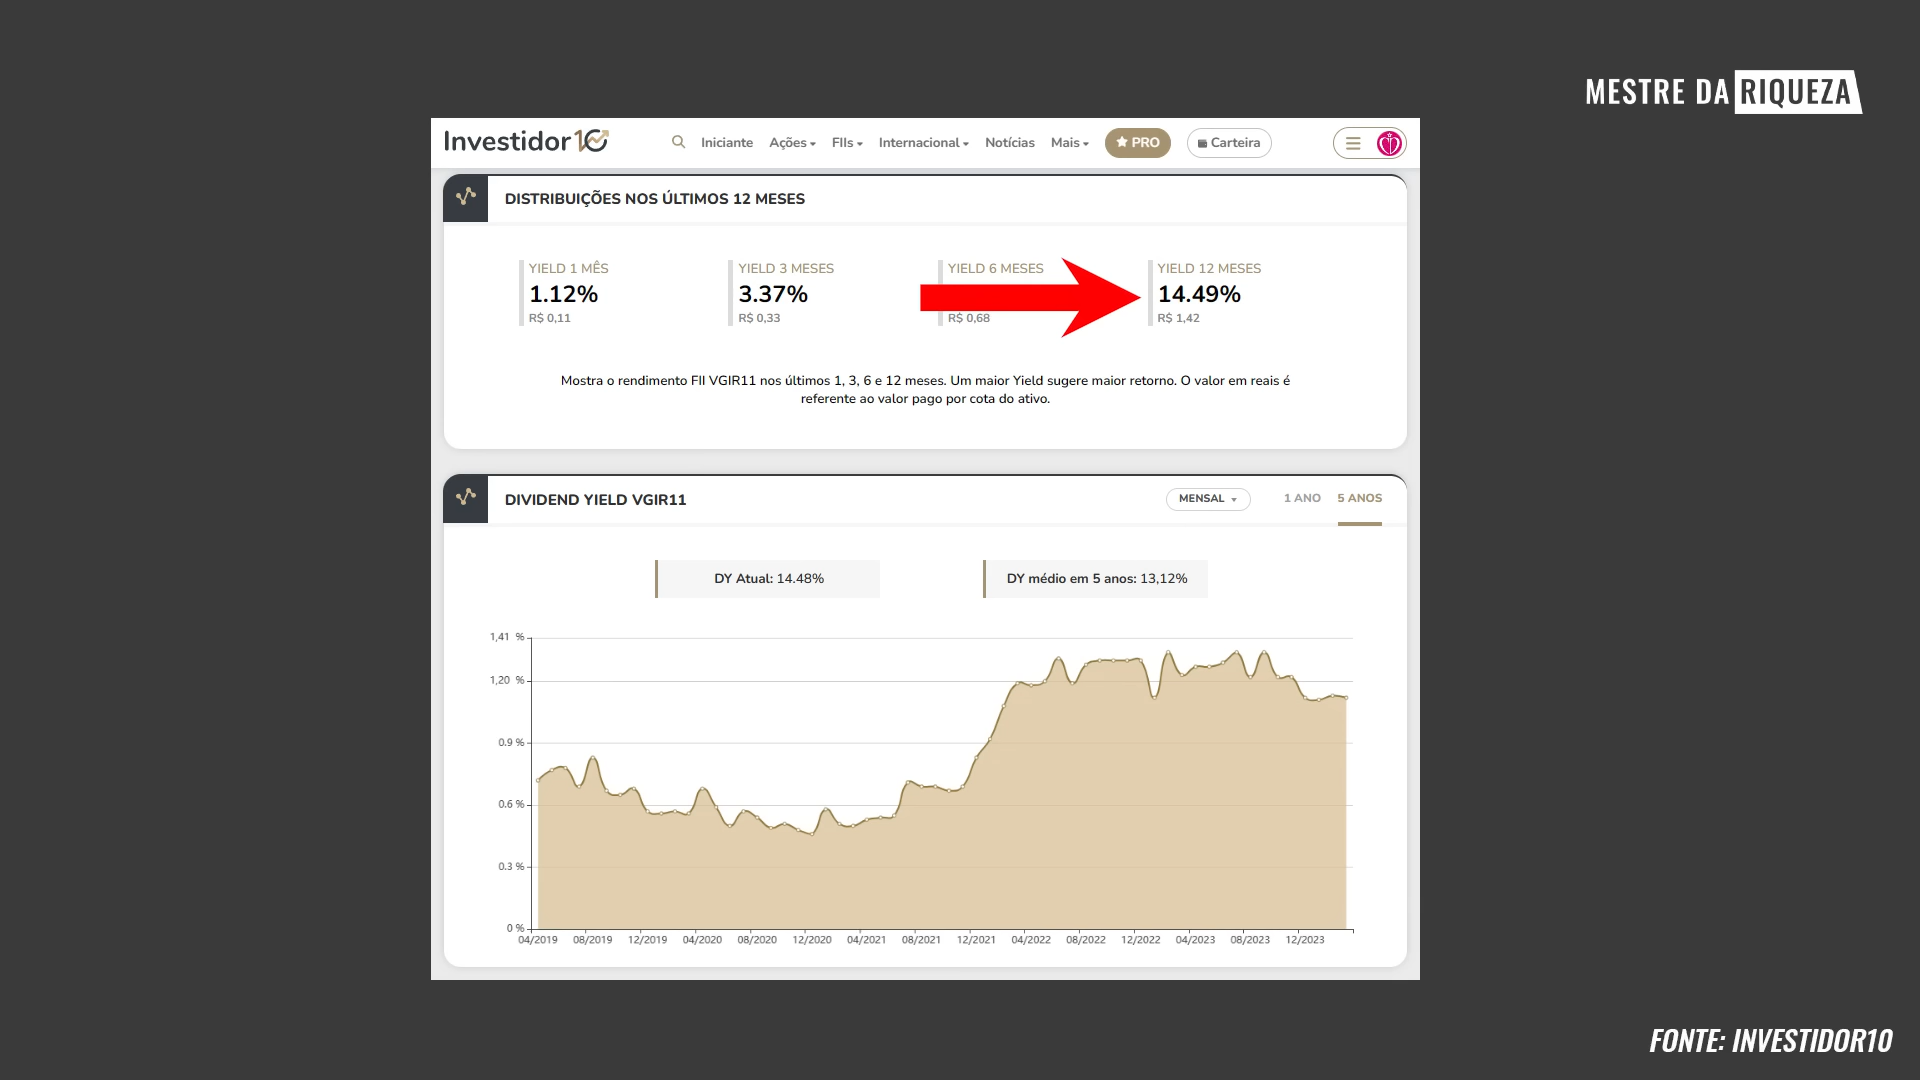 MESTRE DA RIQUEZA
Investidor10
Iniciante Ações FIIs Internacional Notícias Mais PRO Carteira
DISTRIBUIÇÕES NOS ÚLTIMOS 12 MESES
YIELD 1 MÊS YIELD 3 MESES YIELD 6 MESES YIELD 12 MESES
1.12% 3.37% 14.49%
R$ 0,11 R$ 0,33 R$ 0,68 R$ 1,42
Mostra o rendimento FII VGIR11 nos últimos 1, 3, 6 e 12 meses. Um maior Yield sugere maior retorno. O valor em reais é
referente ao valor pago por cota do ativo.
DIVIDEND YIELD VGIR11 MENSAL 1 ANO 5 ANOS
DY Atual: 14.48% DY médio em 5 anos: 13,12%
1,41 %
1,20 %
0.9 %
0.6 %
0.3 %
0 %
04/2019 08/2019 12/2019 04/2020 08/2020 12/2020 04/2021 08/2021 12/2021 04/2022 08/2022 12/2022 04/2023 08/2023 12/2023
FONTE: INVESTIDOR10